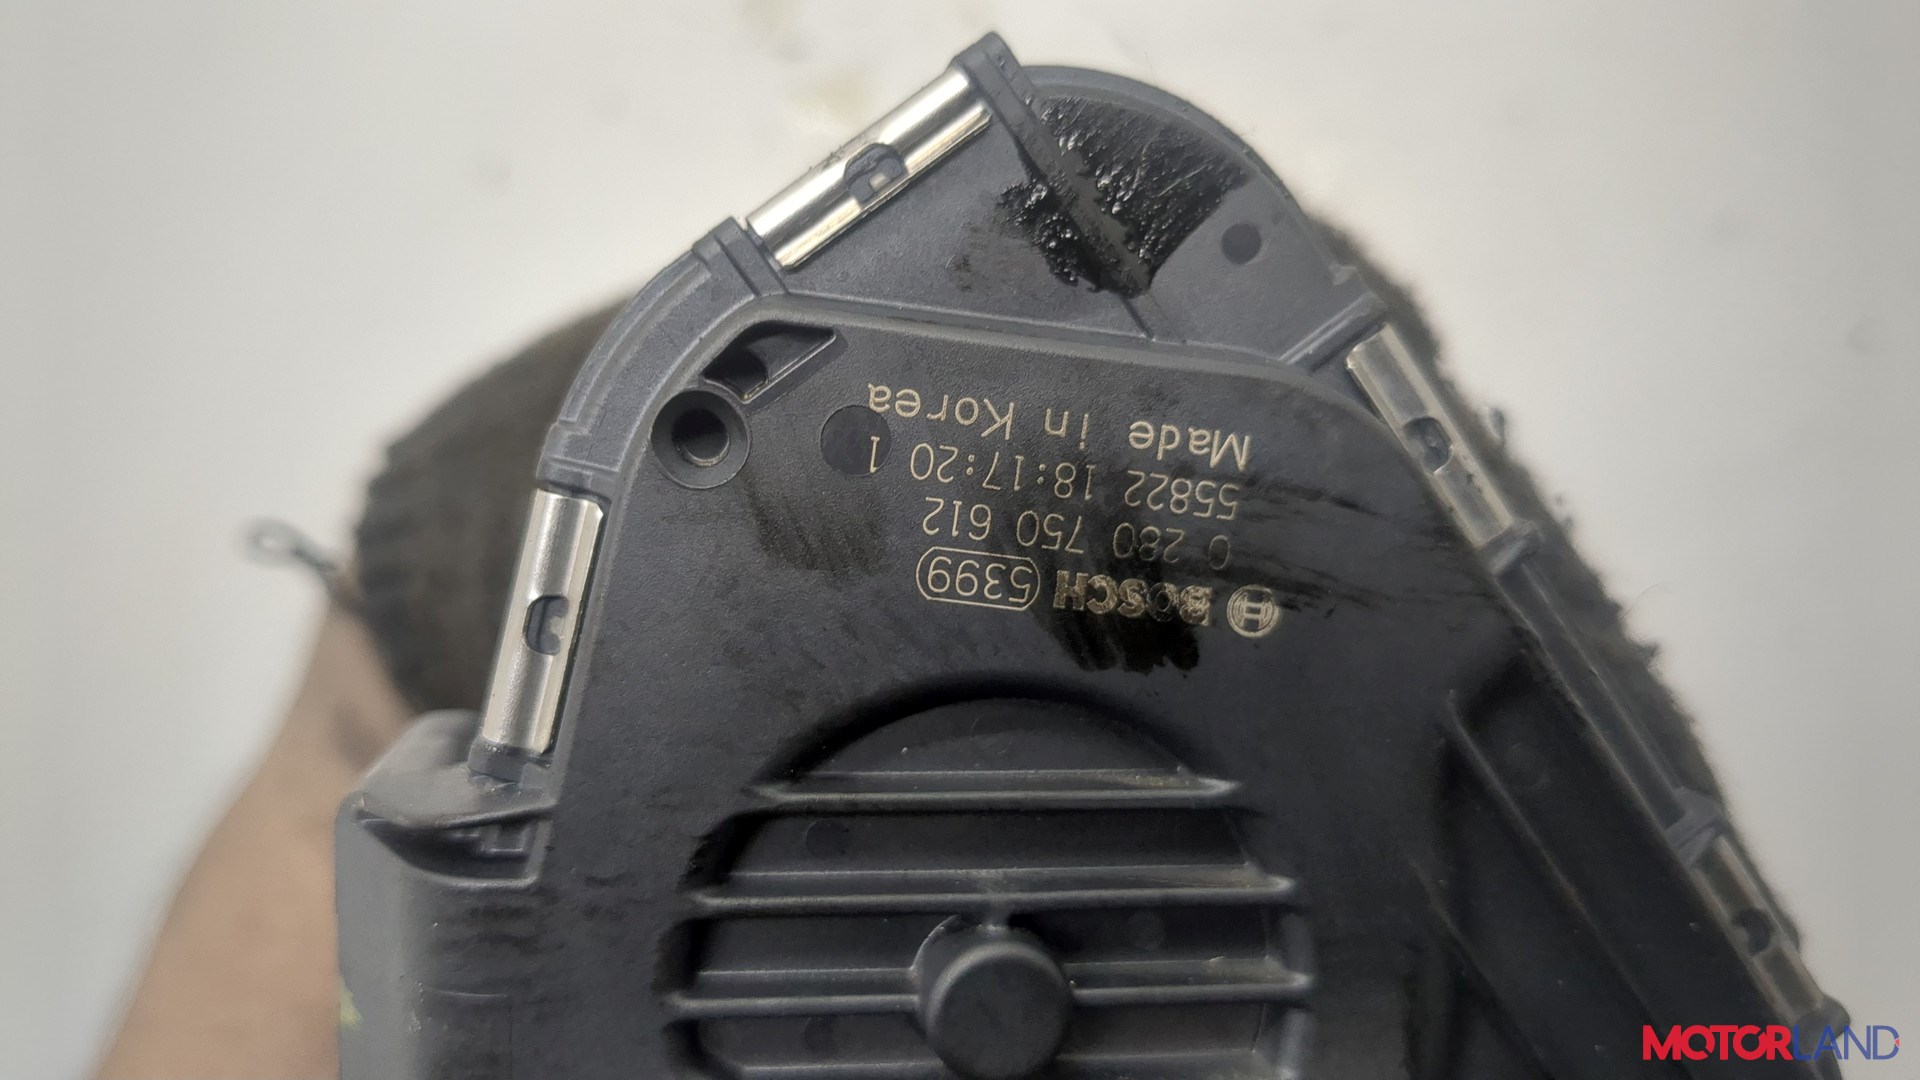 BOSCH 5399
0 280 750 612
55822 18:17:20 1
Made in Korea
MOTORLAND